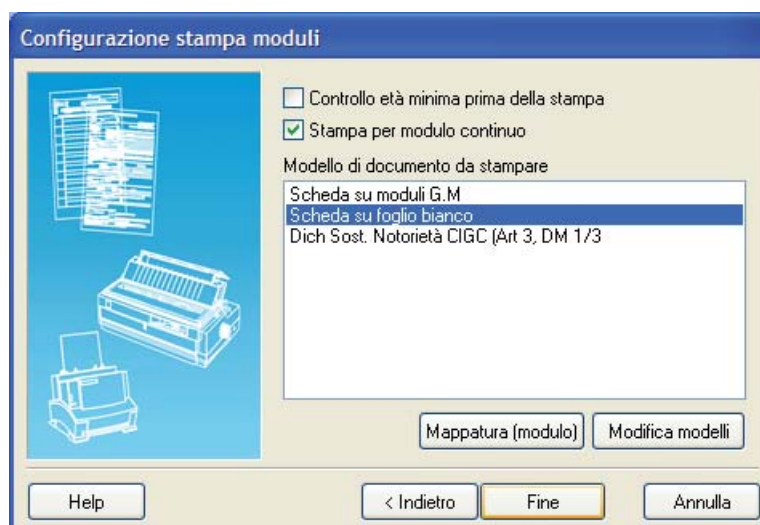 Configurazione stampa moduli
Controllo età minima prima della stampa
Stampa per modulo continuo
Modello di documento da stampare
Scheda su moduli G.M
Scheda su foglio bianco
Dich Sost. Notorietà CIGC (Art 3, DM 1/3
Mappatura (modulo) Modifica modelli
Help < Indietro Fine Annulla